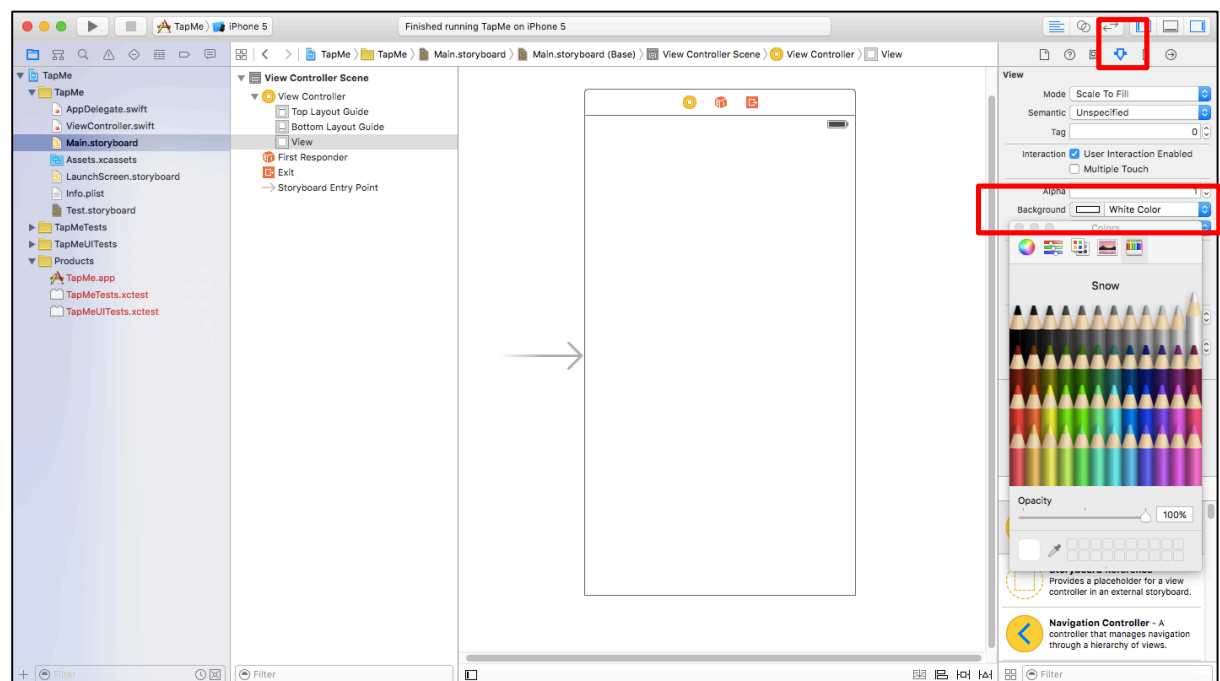 TapMe
iPhone 5
Finished running TapMe on iPhone 5
TapMe
TapMe
Main.storyboard
Main.storyboard (Base)
View Controller Scene
View Controller
View
TapMe
TapMe
AppDelegate.swift
ViewController.swift
Main.storyboard
Assets.xcassets
LaunchScreen.storyboard
Info.plist
Test.storyboard
TapMeTests
TapMeUITests
Products
TapMe.app
TapMeTests.xctest
TapMeUITests.xctest
Filter
View Controller Scene
View Controller
Top Layout Guide
Bottom Layout Guide
View
First Responder
Exit
Storyboard Entry Point
Filter
View
Mode Scale To Fill
Semantic Unspecified
Tag 0
Interaction User Interaction Enabled
Multiple Touch
Alpha 1
Background White Color
Colors
Snow
Opacity
100%
Storyboard Reference
Provides a placeholder for a view
controller in an external storyboard.
Navigation Controller - A
controller that manages navigation
through a hierarchy of views.
Filter